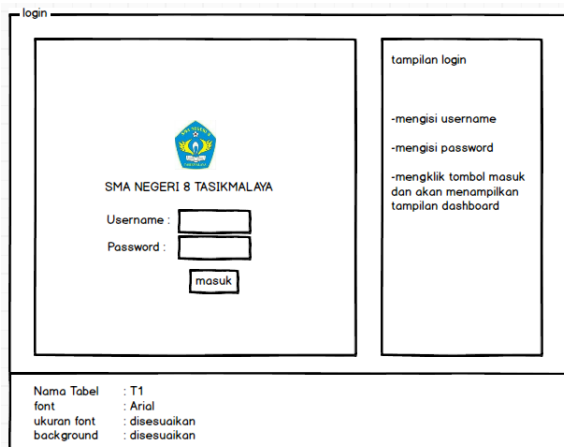 login
SMA NEGERI 8 TASIKMALAYA
Username :
Password :
masuk
tampilan login
-mengisi username
-mengisi password
-mengklik tombol masuk
dan akan menampilkan
tampilan dashboard
Nama Tabel : T1
font : Arial
ukuran font : disesuaikan
background : disesuaikan